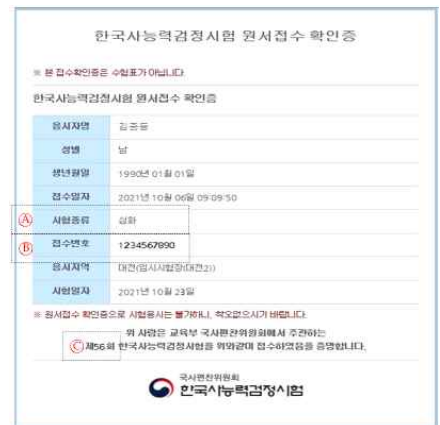 한국사능력검정시험 원서접수 확인증
※ 본 접수확인증은 수험표가 아닙니다.
한국사능력검정시험 원서접수 확인증
응시자명 김중등
성별 남
생년월일 1990년 01월 01일
접수일자 2021년 10월 06일 09:09:50
Ⓐ 시험종류 심화
Ⓑ 접수번호 1234567890
응시지역 대전(임시시험장(대전2))
시험일자 2021년 10월 23일
※ 원서접수 확인증으로 시험응시는 불가하니, 착오없으시기 바랍니다.
위 사람은 교육부 국사편찬위원회에서 주관하는
Ⓒ 제56회 한국사능력검정시험을 위와같이 접수하였음을 증명합니다.
국사편찬위원회
한국사능력검정시험